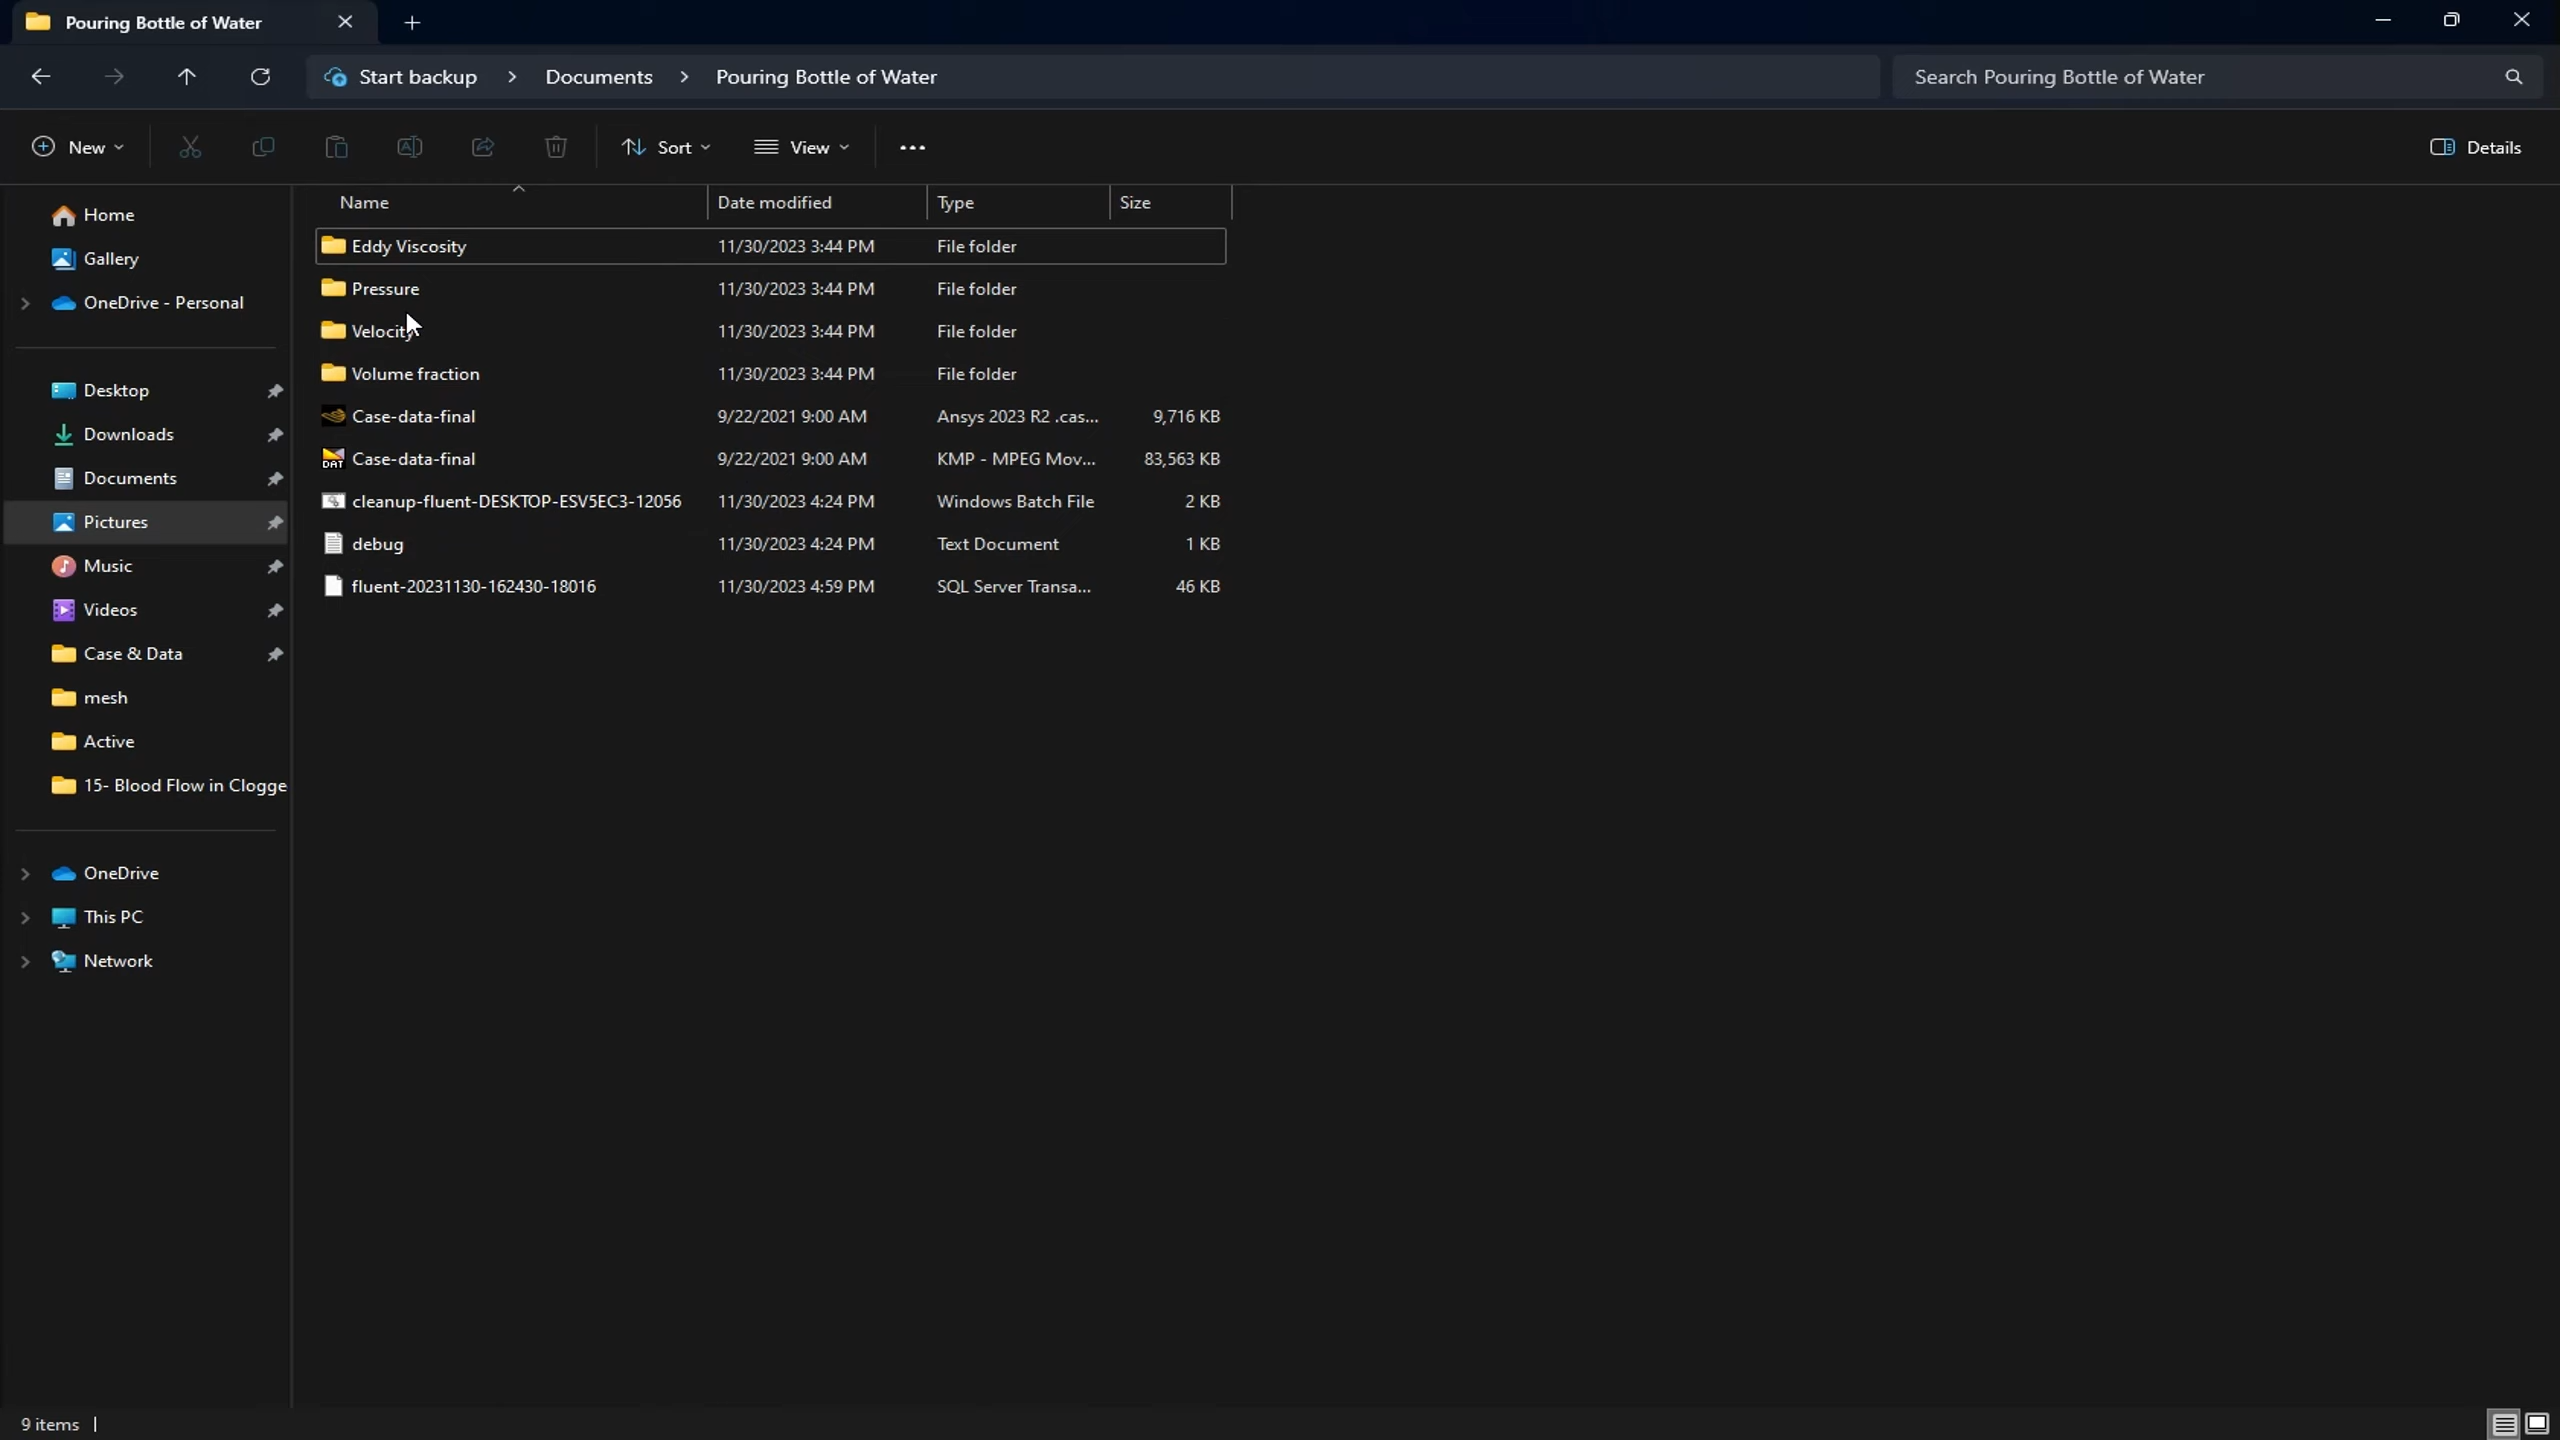 Pouring Bottle of Water
Start backup > Documents > Pouring Bottle of Water
Search Pouring Bottle of Water
New Sort View ... Details
Name Date modified Type Size
Home
Gallery
OneDrive - Personal
Desktop
Downloads
Documents
Pictures
Music
Videos
Case & Data
mesh
Active
15- Blood Flow in Clogge
OneDrive
This PC
Network
Eddy Viscosity 11/30/2023 3:44 PM File folder
Pressure 11/30/2023 3:44 PM File folder
Velocity 11/30/2023 3:44 PM File folder
Volume fraction 11/30/2023 3:44 PM File folder
Case-data-final 9/22/2021 9:00 AM Ansys 2023 R2 .cas... 9,716 KB
DAT Case-data-final 9/22/2021 9:00 AM KMP - MPEG Mov... 83,563 KB
cleanup-fluent-DESKTOP-ESV5EC3-12056 11/30/2023 4:24 PM Windows Batch File 2 KB
debug 11/30/2023 4:24 PM Text Document 1 KB
fluent-20231130-162430-18016 11/30/2023 4:59 PM SQL Server Transa... 46 KB
9 items